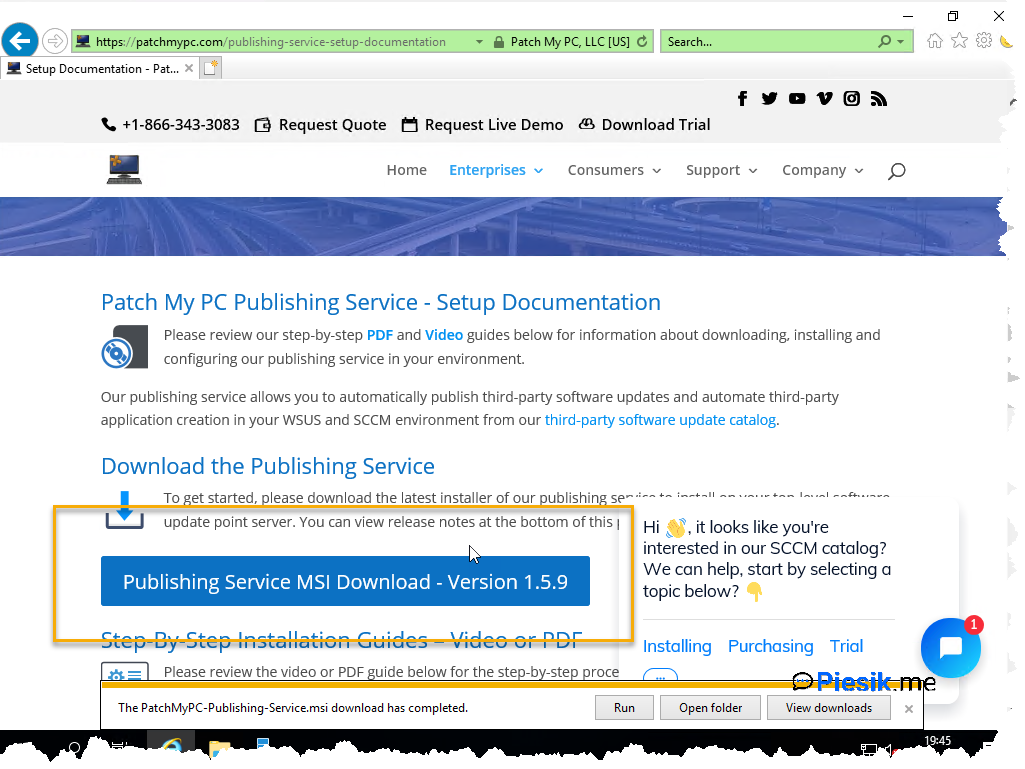 https://patchmypc.com/publishing-service-setup-documentation
Patch My PC, LLC [US]
Search...
Setup Documentation - Pat...
+1-866-343-3083
Request Quote
Request Live Demo
Download Trial
Home
Enterprises
Consumers
Support
Company
Patch My PC Publishing Service - Setup Documentation
Please review our step-by-step PDF and Video guides below for information about downloading, installing and
configuring our publishing service in your environment.
Our publishing service allows you to automatically publish third-party software updates and automate third-party
application creation in your WSUS and SCCM environment from our third-party software update catalog.
Download the Publishing Service
To get started, please download the latest installer of our publishing service to install on your top-level software
update point server. You can view release notes at the bottom of this
Publishing Service MSI Download - Version 1.5.9
Step-By-Step Installation Guides – Video or PDF
Please review the video or PDF guide below for the step-by-step proce
Hi 👋, it looks like you're
interested in our SCCM catalog?
We can help, start by selecting a
topic below? 👇
Installing
Purchasing
Trial
1
Piesik.me
The PatchMyPC-Publishing-Service.msi download has completed.
Run
Open folder
View downloads
19:45